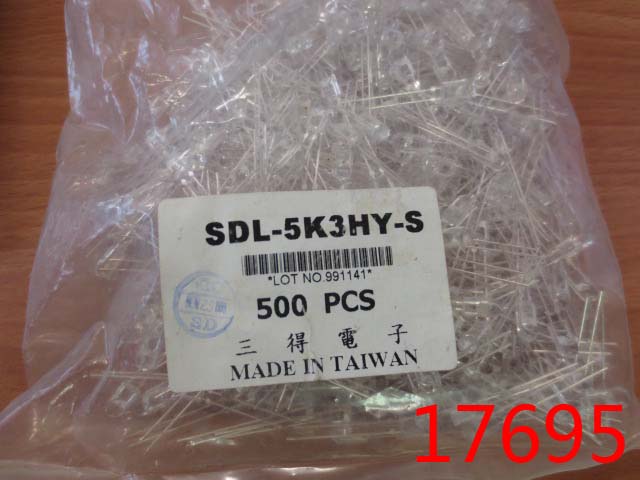 SDL-5K3HY-S
*LOT NO.991141*
500 PCS
三得電子
MADE IN TAIWAN
17695